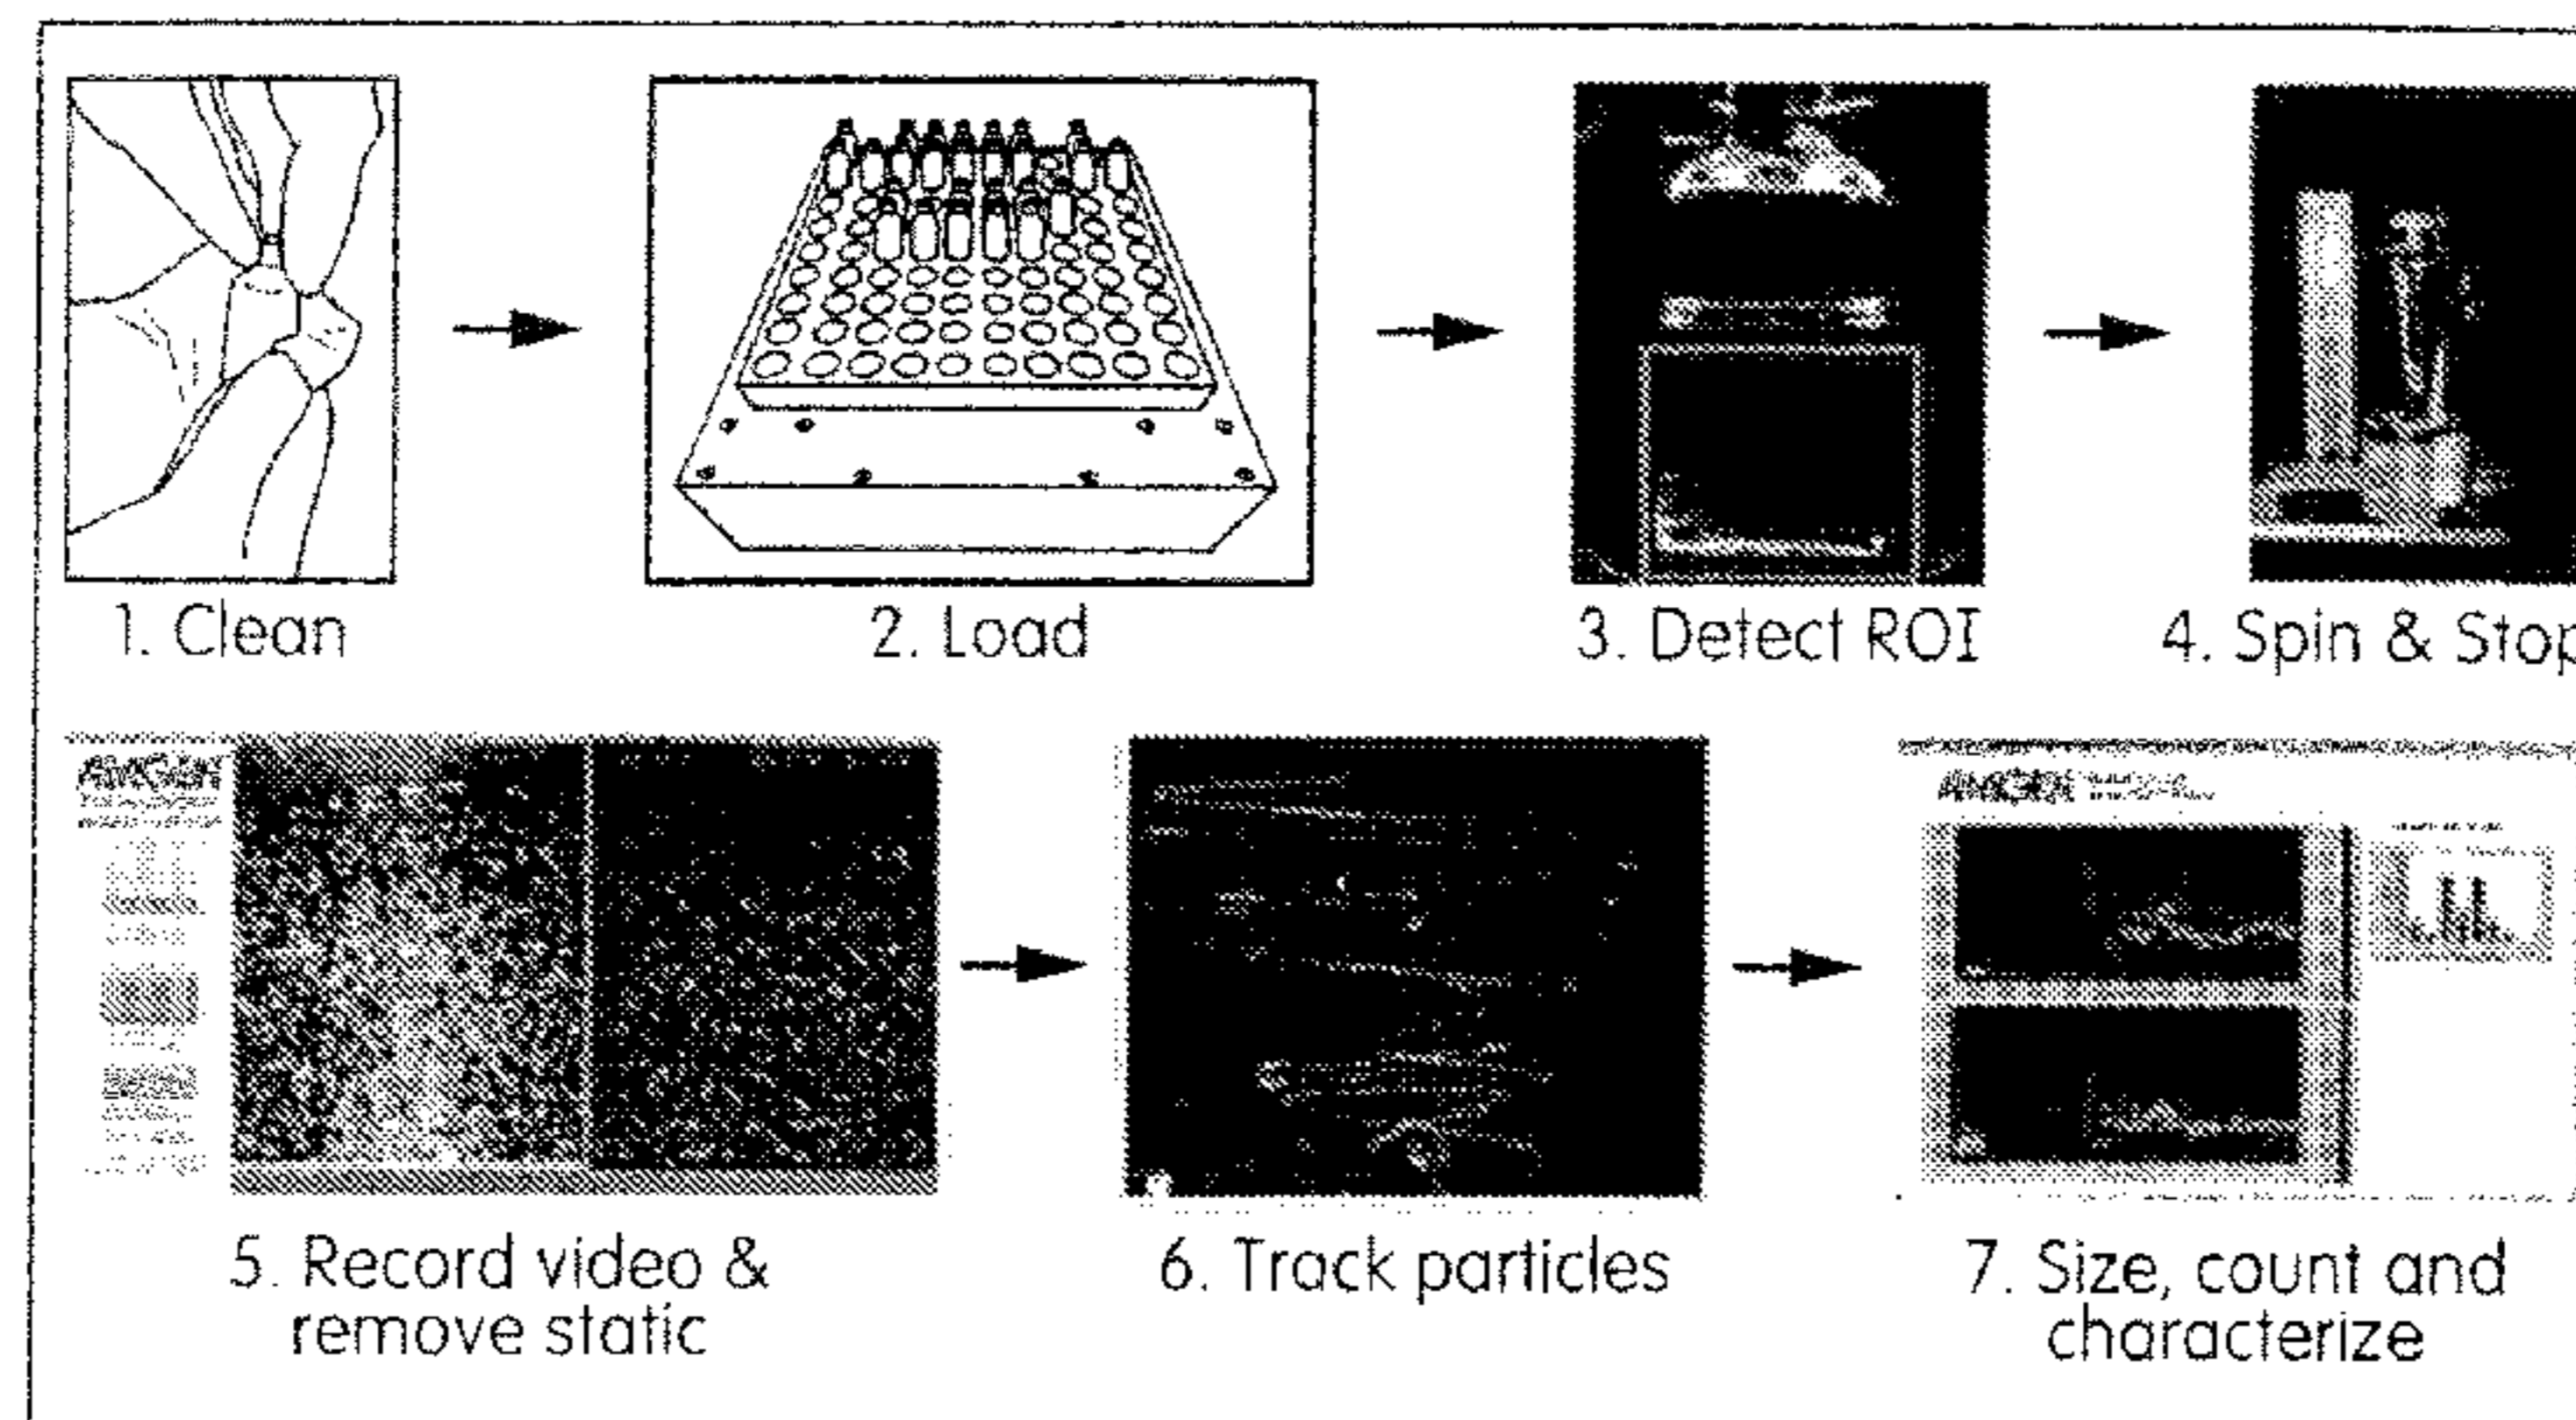 1. Clean
2. Load
3. Detect ROI
4. Spin & Stop
5. Record video &
remove static
6. Track particles
7. Size, count and
characterize